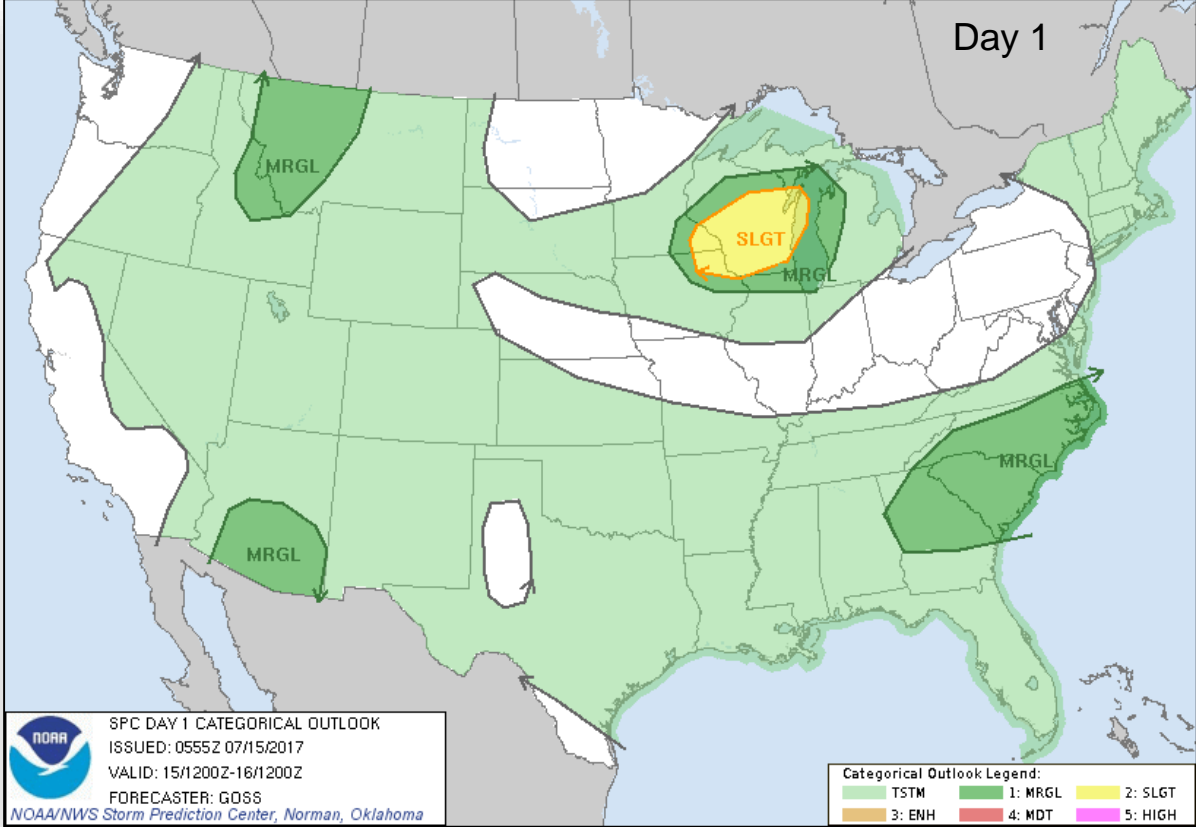 Day 1
MRGL
SLGT
MRGL
MRGL
MRGL
NOAA
SPC DAY 1 CATEGORICAL OUTLOOK
ISSUED: 0555Z 07/15/2017
VALID: 15/1200Z-16/1200Z
FORECASTER: GOSS
NOAA/NWS Storm Prediction Center, Norman, Oklahoma
Categorical Outlook Legend:
TSTM 1: MRGL 2: SLGT
3: ENH 4: MDT 5: HIGH